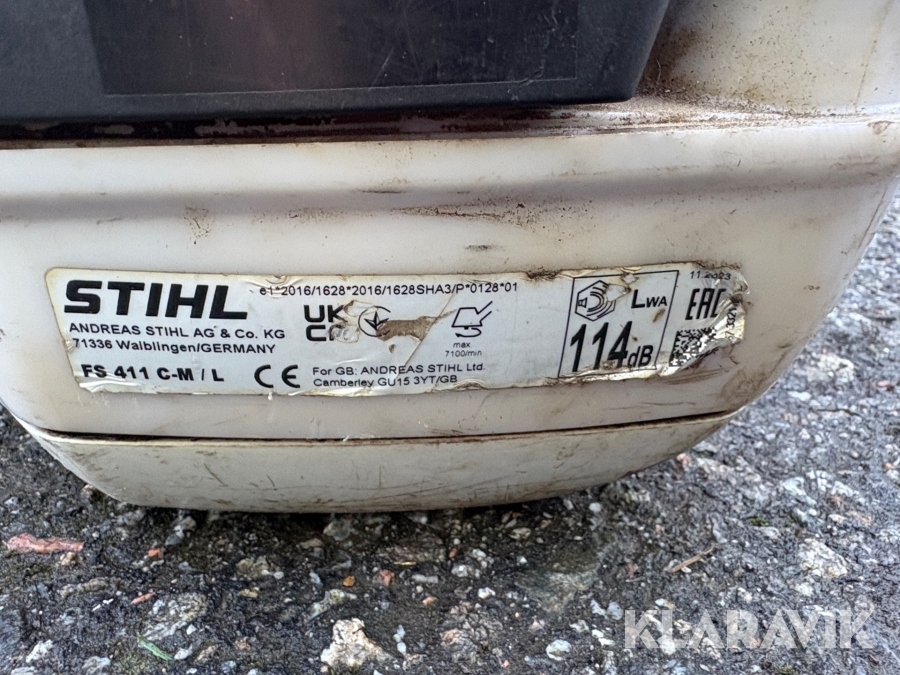 STIHL
ANDREAS STIHL AG & Co. KG
71336 Waiblingen/GERMANY
FS 411 C-M / L
e1*2016/1628*2016/1628SHA3/P*0128*01
UK
CA
CE
max.
7100/min
For GB: ANDREAS STIHL Ltd.
Camberley GU15 3YT/GB
LWA
114dB
11.2023
EAC
KLARAVIK